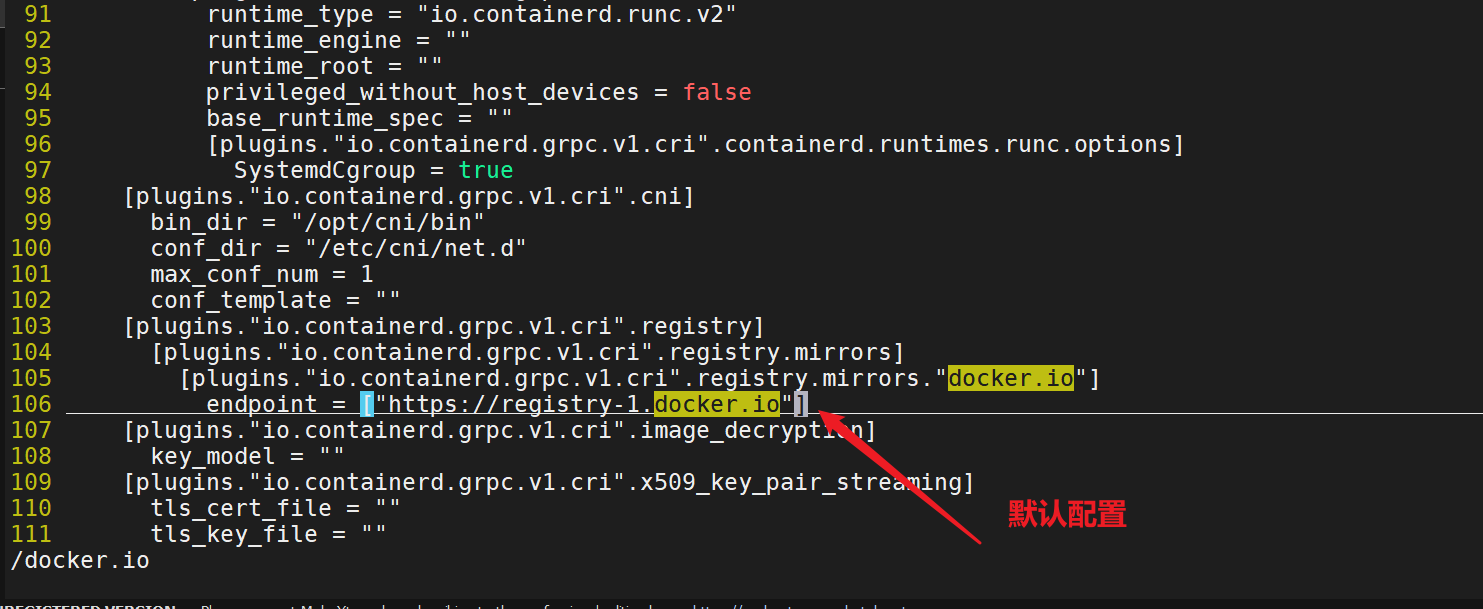 91 runtime_type = "io.containerd.runc.v2"
92 runtime_engine = ""
93 runtime_root = ""
94 privileged_without_host_devices = false
95 base_runtime_spec = ""
96 [plugins."io.containerd.grpc.v1.cri".containerd.runtimes.runc.options]
97 SystemdCgroup = true
98 [plugins."io.containerd.grpc.v1.cri".cni]
99 bin_dir = "/opt/cni/bin"
100 conf_dir = "/etc/cni/net.d"
101 max_conf_num = 1
102 conf_template = ""
103 [plugins."io.containerd.grpc.v1.cri".registry]
104 [plugins."io.containerd.grpc.v1.cri".registry.mirrors]
105 [plugins."io.containerd.grpc.v1.cri".registry.mirrors."docker.io"]
106 endpoint = ["https://registry-1.docker.io"]
107 [plugins."io.containerd.grpc.v1.cri".image_decryption]
108 key_model = ""
109 [plugins."io.containerd.grpc.v1.cri".x509_key_pair_streaming]
110 tls_cert_file = ""
默认配置
111 tls_key_file = ""
/docker.io